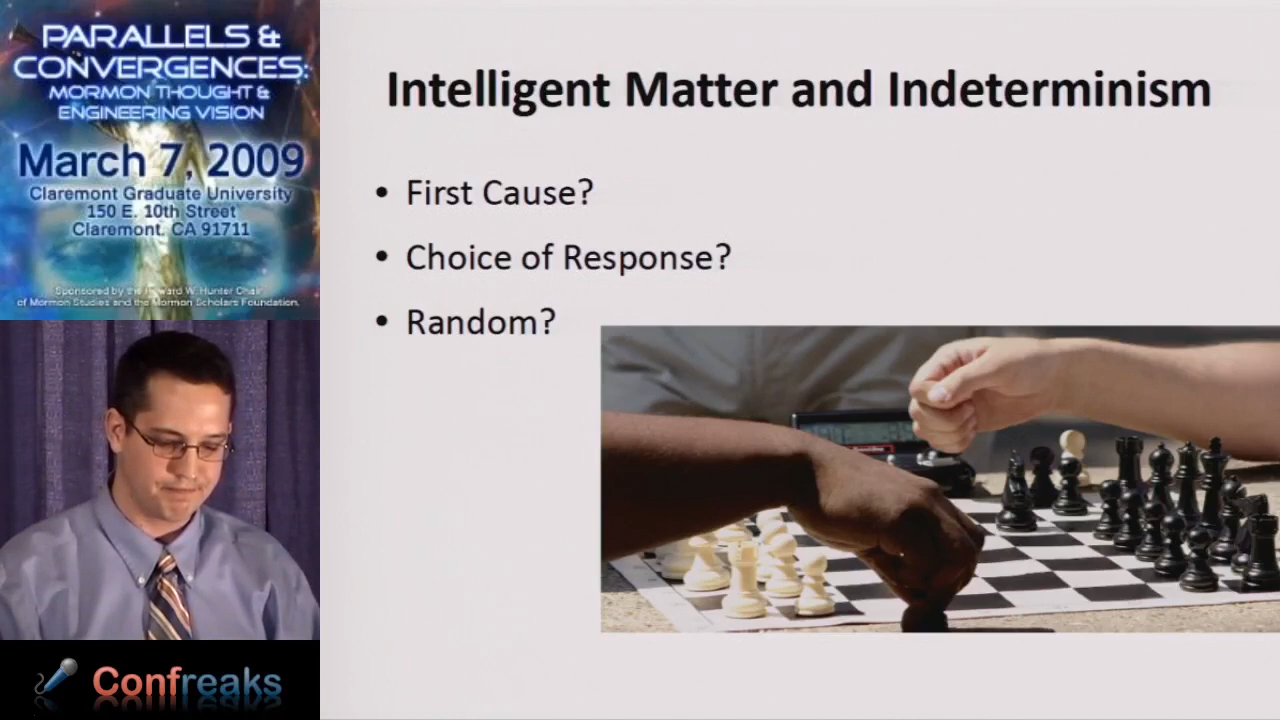 PARALLELS &
CONVERGENCES:
MORMON THOUGHT &
ENGINEERING VISION
March 7, 2009
Claremont Graduate University
150 E. 10th Street
Claremont, CA 91711
Sponsored by the Howard W. Hunter Chair
of Mormon Studies and the Mormon Scholars Foundation.
Confreaks
Intelligent Matter and Indeterminism
• First Cause?
• Choice of Response?
• Random?